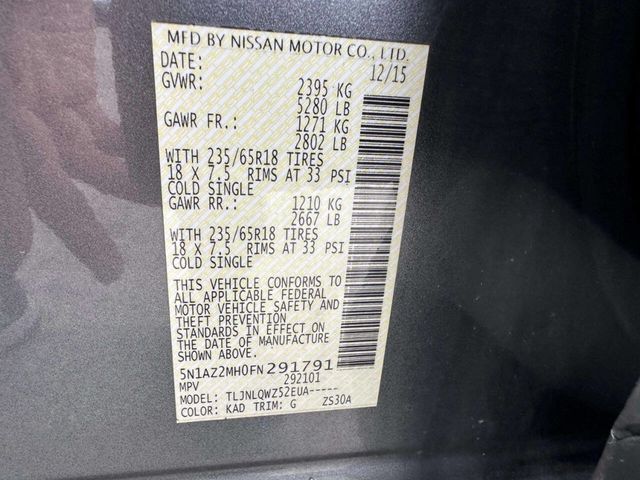 MFD BY NISSAN MOTOR CO., LTD.
DATE: 12/15
GVWR: 2395 KG
5280 LB
GAWR FR.: 1271 KG
2802 LB
WITH 235/65R18 TIRES
18 X 7.5 RIMS AT 33 PSI
COLD SINGLE
GAWR RR.: 1210 KG
2667 LB
WITH 235/65R18 TIRES
18 X 7.5 RIMS AT 33 PSI
COLD SINGLE
THIS VEHICLE CONFORMS TO
ALL APPLICABLE FEDERAL
MOTOR VEHICLE SAFETY AND
THEFT PREVENTION
STANDARDS IN EFFECT ON
THE DATE OF MANUFACTURE
SHOWN ABOVE.
5N1AZ2MH0FN291791
MPV 292101
MODEL: TLJNLQWZ52EUA-----
COLOR: KAD TRIM: G ZS30A